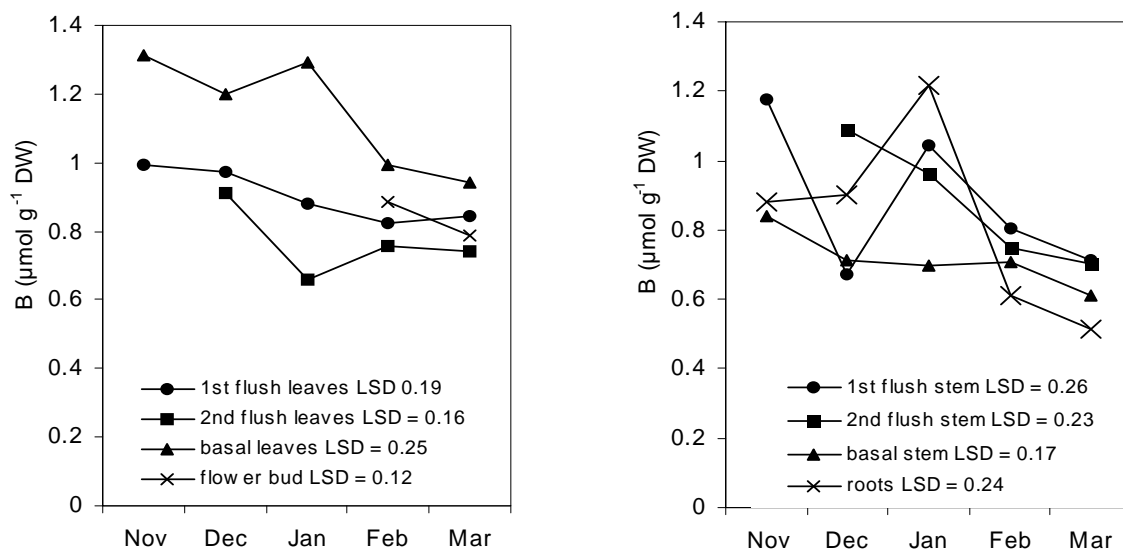 1.4
1.2
1
0.8
0.6
0.4
0.2
0
B (µmol g⁻¹ DW)
1st flush leaves LSD 0.19
2nd flush leaves LSD = 0.16
basal leaves LSD = 0.25
flower bud LSD = 0.12
Nov Dec Jan Feb Mar
1.4
1.2
1
0.8
0.6
0.4
0.2
0
B (µmol g⁻¹ DW)
1st flush stem LSD = 0.26
2nd flush stem LSD = 0.23
basal stem LSD = 0.17
roots LSD = 0.24
Nov Dec Jan Feb Mar